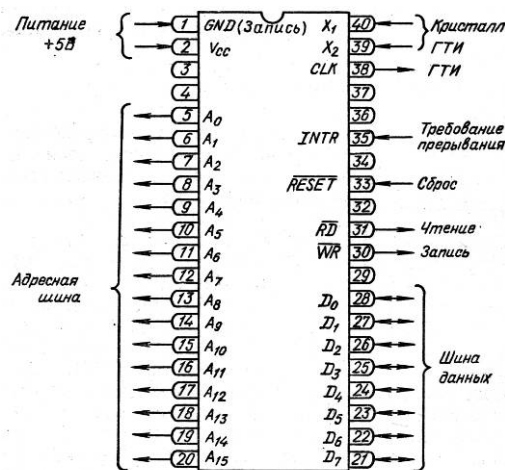 Питание
+5В
1 GND (Запись) X₁ 40 Кристалл
2 Vcc X₂ 39 ГТИ
3 CLK 38 ГТИ
4 37
5 A₀ 36
6 A₁ INTR 35 Требование
прерывания
7 A₂ 34
8 A₃ RESET 33 Сброс
9 A₄ 32
10 A₅ RD 31 Чтение
11 A₆ WR 30 Запись
12 A₇ 29
Адресная
шина
13 A₈ D₀ 28
14 A₉ D₁ 27
15 A₁₀ D₂ 26
16 A₁₁ D₃ 25
17 A₁₂ D₄ 24
18 A₁₃ D₅ 23
19 A₁₄ D₆ 22
20 A₁₅ D₇ 21
Шина
данных